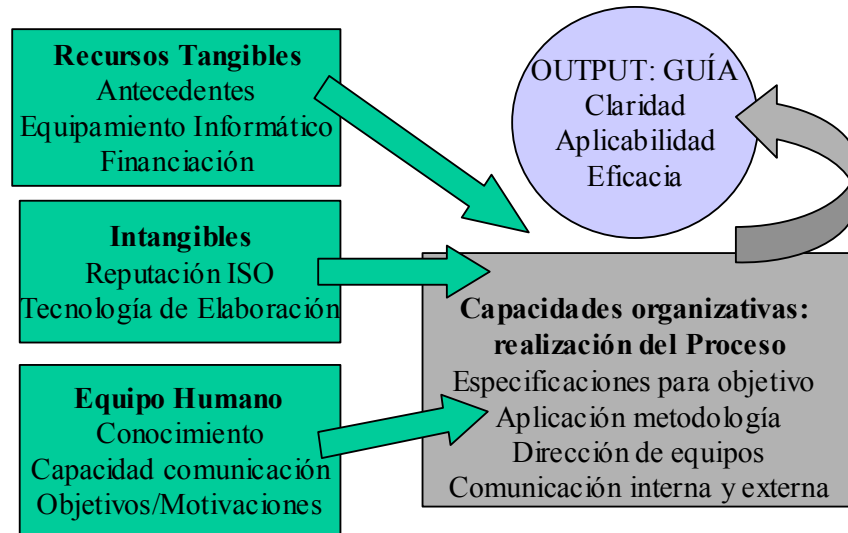 Recursos Tangibles
Antecedentes
Equipamiento Informático
Financiación
Intangibles
Reputación ISO
Tecnología de Elaboración
Equipo Humano
Conocimiento
Capacidad comunicación
Objetivos/Motivaciones
OUTPUT: GUÍA
Claridad
Aplicabilidad
Eficacia
Capacidades organizativas:
realización del Proceso
Especificaciones para objetivo
Aplicación metodología
Dirección de equipos
Comunicación interna y externa